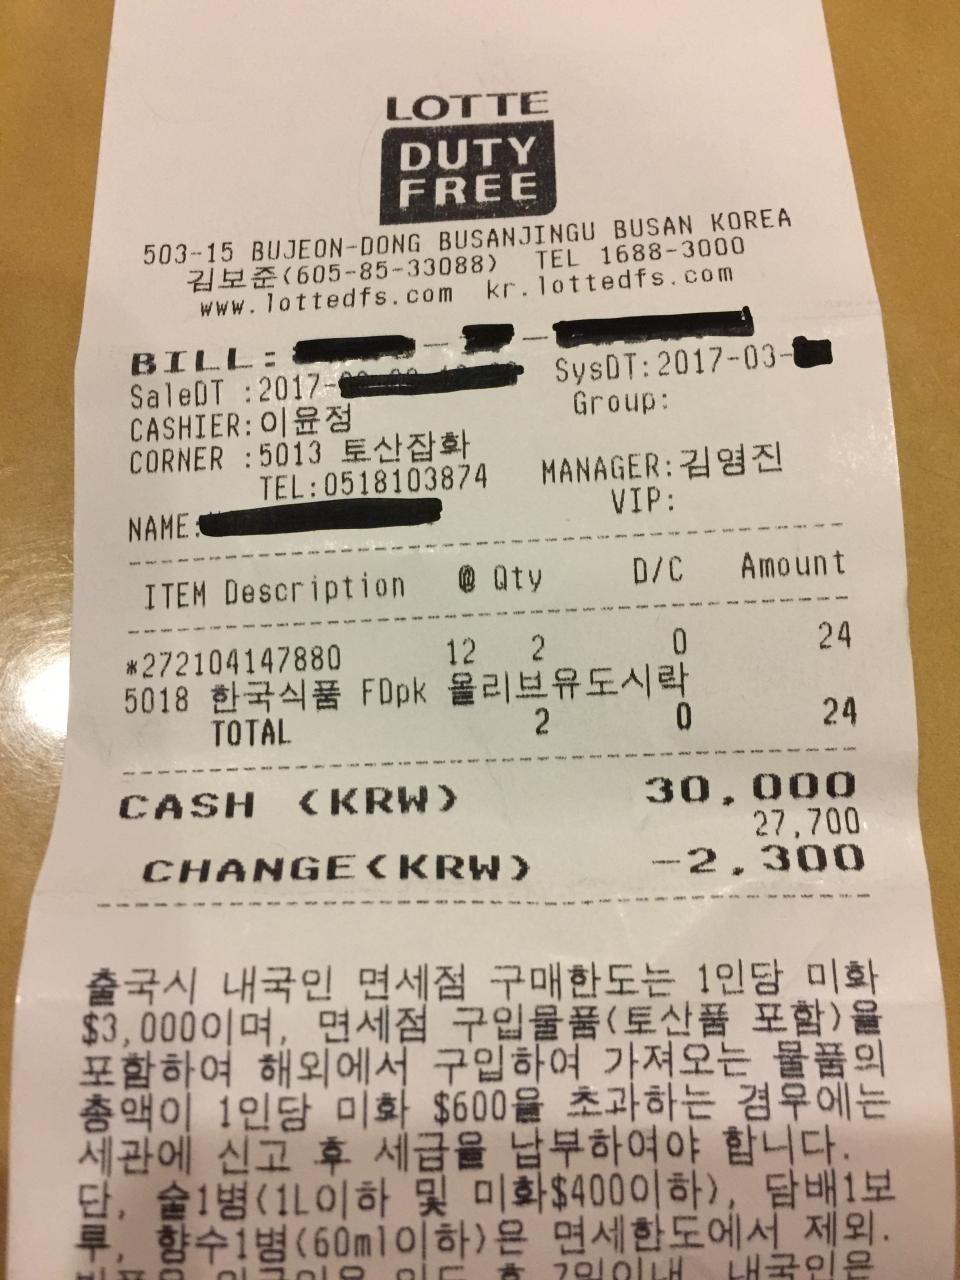 LOTTE
DUTY
FREE
503-15 BUJEON-DONG BUSANJINGU BUSAN KOREA
김보준(605-85-33088) TEL 1688-3000
www.lottedfs.com kr.lottedfs.com
BILL: - -
SaleDT :2017- SysDT:2017-03-
CASHIER:이윤정 Group:
CORNER :5013 토산잡화
TEL:0518103874 MANAGER:김영진
NAME: VIP:
ITEM Description @ Qty D/C Amount
*272104147880 12 2 0 24
5018 한국식품 FDpk 올리브유도시락
TOTAL 2 0 24
CASH (KRW) 30,000
27,700
CHANGE(KRW) -2,300
출국시 내국인 면세점 구매한도는 1인당 미화
$3,000이며, 면세점 구입물품(토산품 포함)을
포함하여 해외에서 구입하여 가져오는 물품의
총액이 1인당 미화 $600을 초과하는 경우에는
세관에 신고 후 세금을 납부하여야 합니다.
단, 술1병(1L이하 및 미화$400이하), 담배1보
루, 향수1병(60ml이하)은 면세한도에서 제외.